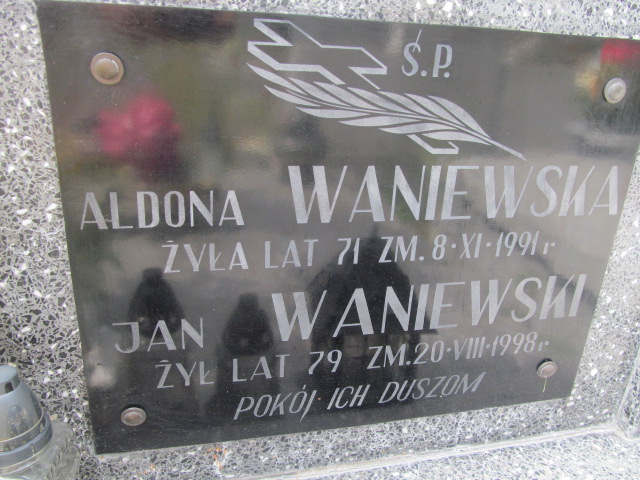 Ś.P.
ALDONA WANIEWSKA
ŻYŁA LAT 71 ZM. 8·XI·1991 r
JAN WANIEWSKI
ŻYŁ LAT 79 ZM. 20·VIII·1998 r
POKÓJ ICH DUSZOM